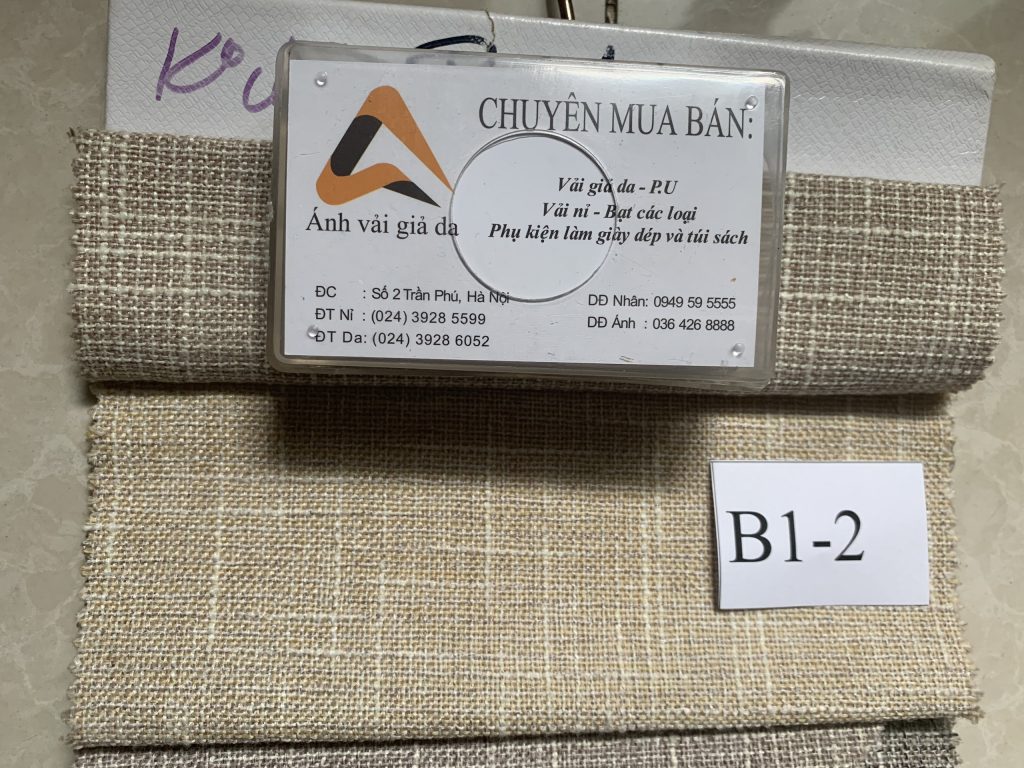 CHUYÊN MUA BÁN:
Ánh vải giả da
Vải giả da - P.U
Vải nỉ - Bạt các loại
Phụ kiện làm giày dép và túi sách
ĐC : Số 2 Trần Phú, Hà Nội
ĐT Nỉ : (024) 3928 5599
ĐT Da: (024) 3928 6052
DĐ Nhân: 0949 59 5555
DĐ Ánh : 036 426 8888
B1-2